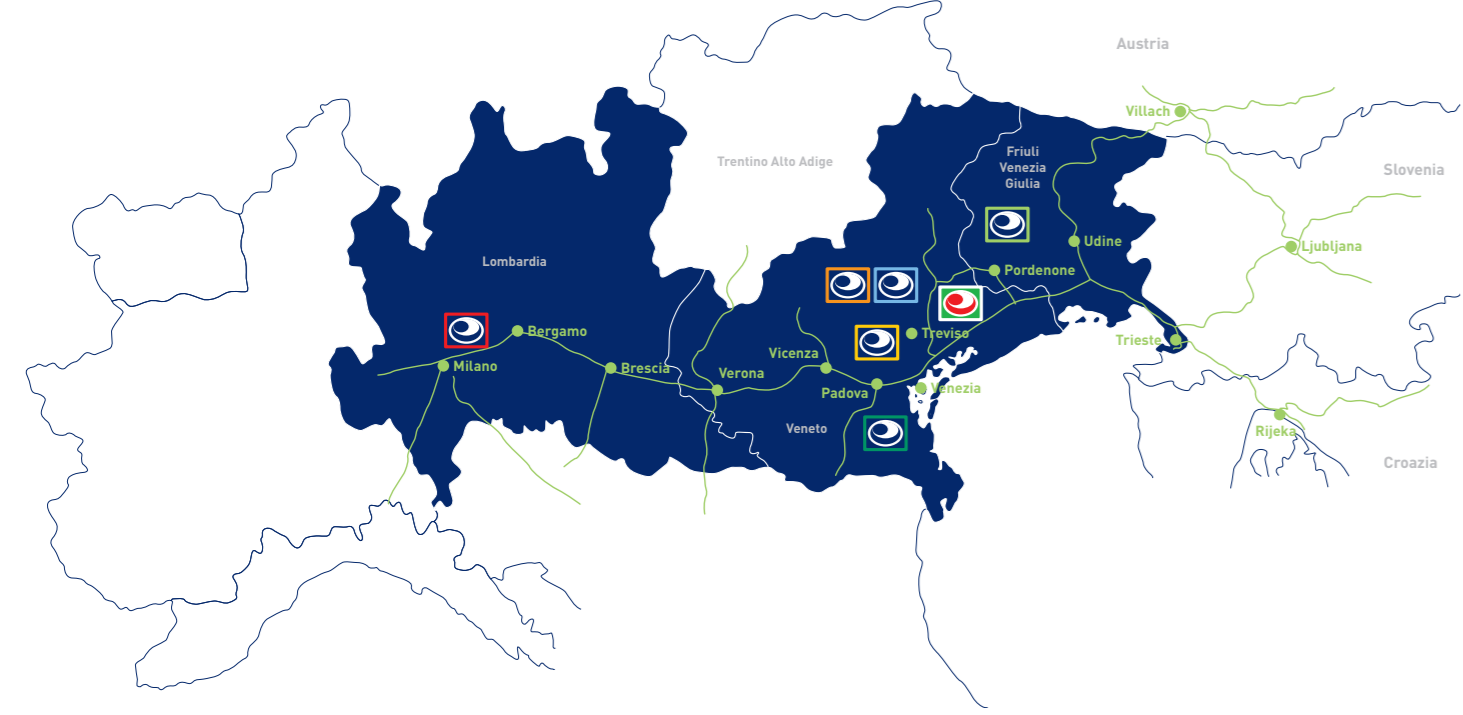 Austria
Villach
Friuli
Venezia
Giulia
Trentino Alto Adige
Slovenia
Udine
Ljubljana
Lombardia
Pordenone
Bergamo
Treviso
Trieste
Vicenza
Milano
Brescia
Verona
Padova
Venezia
Veneto
Rijeka
Croazia